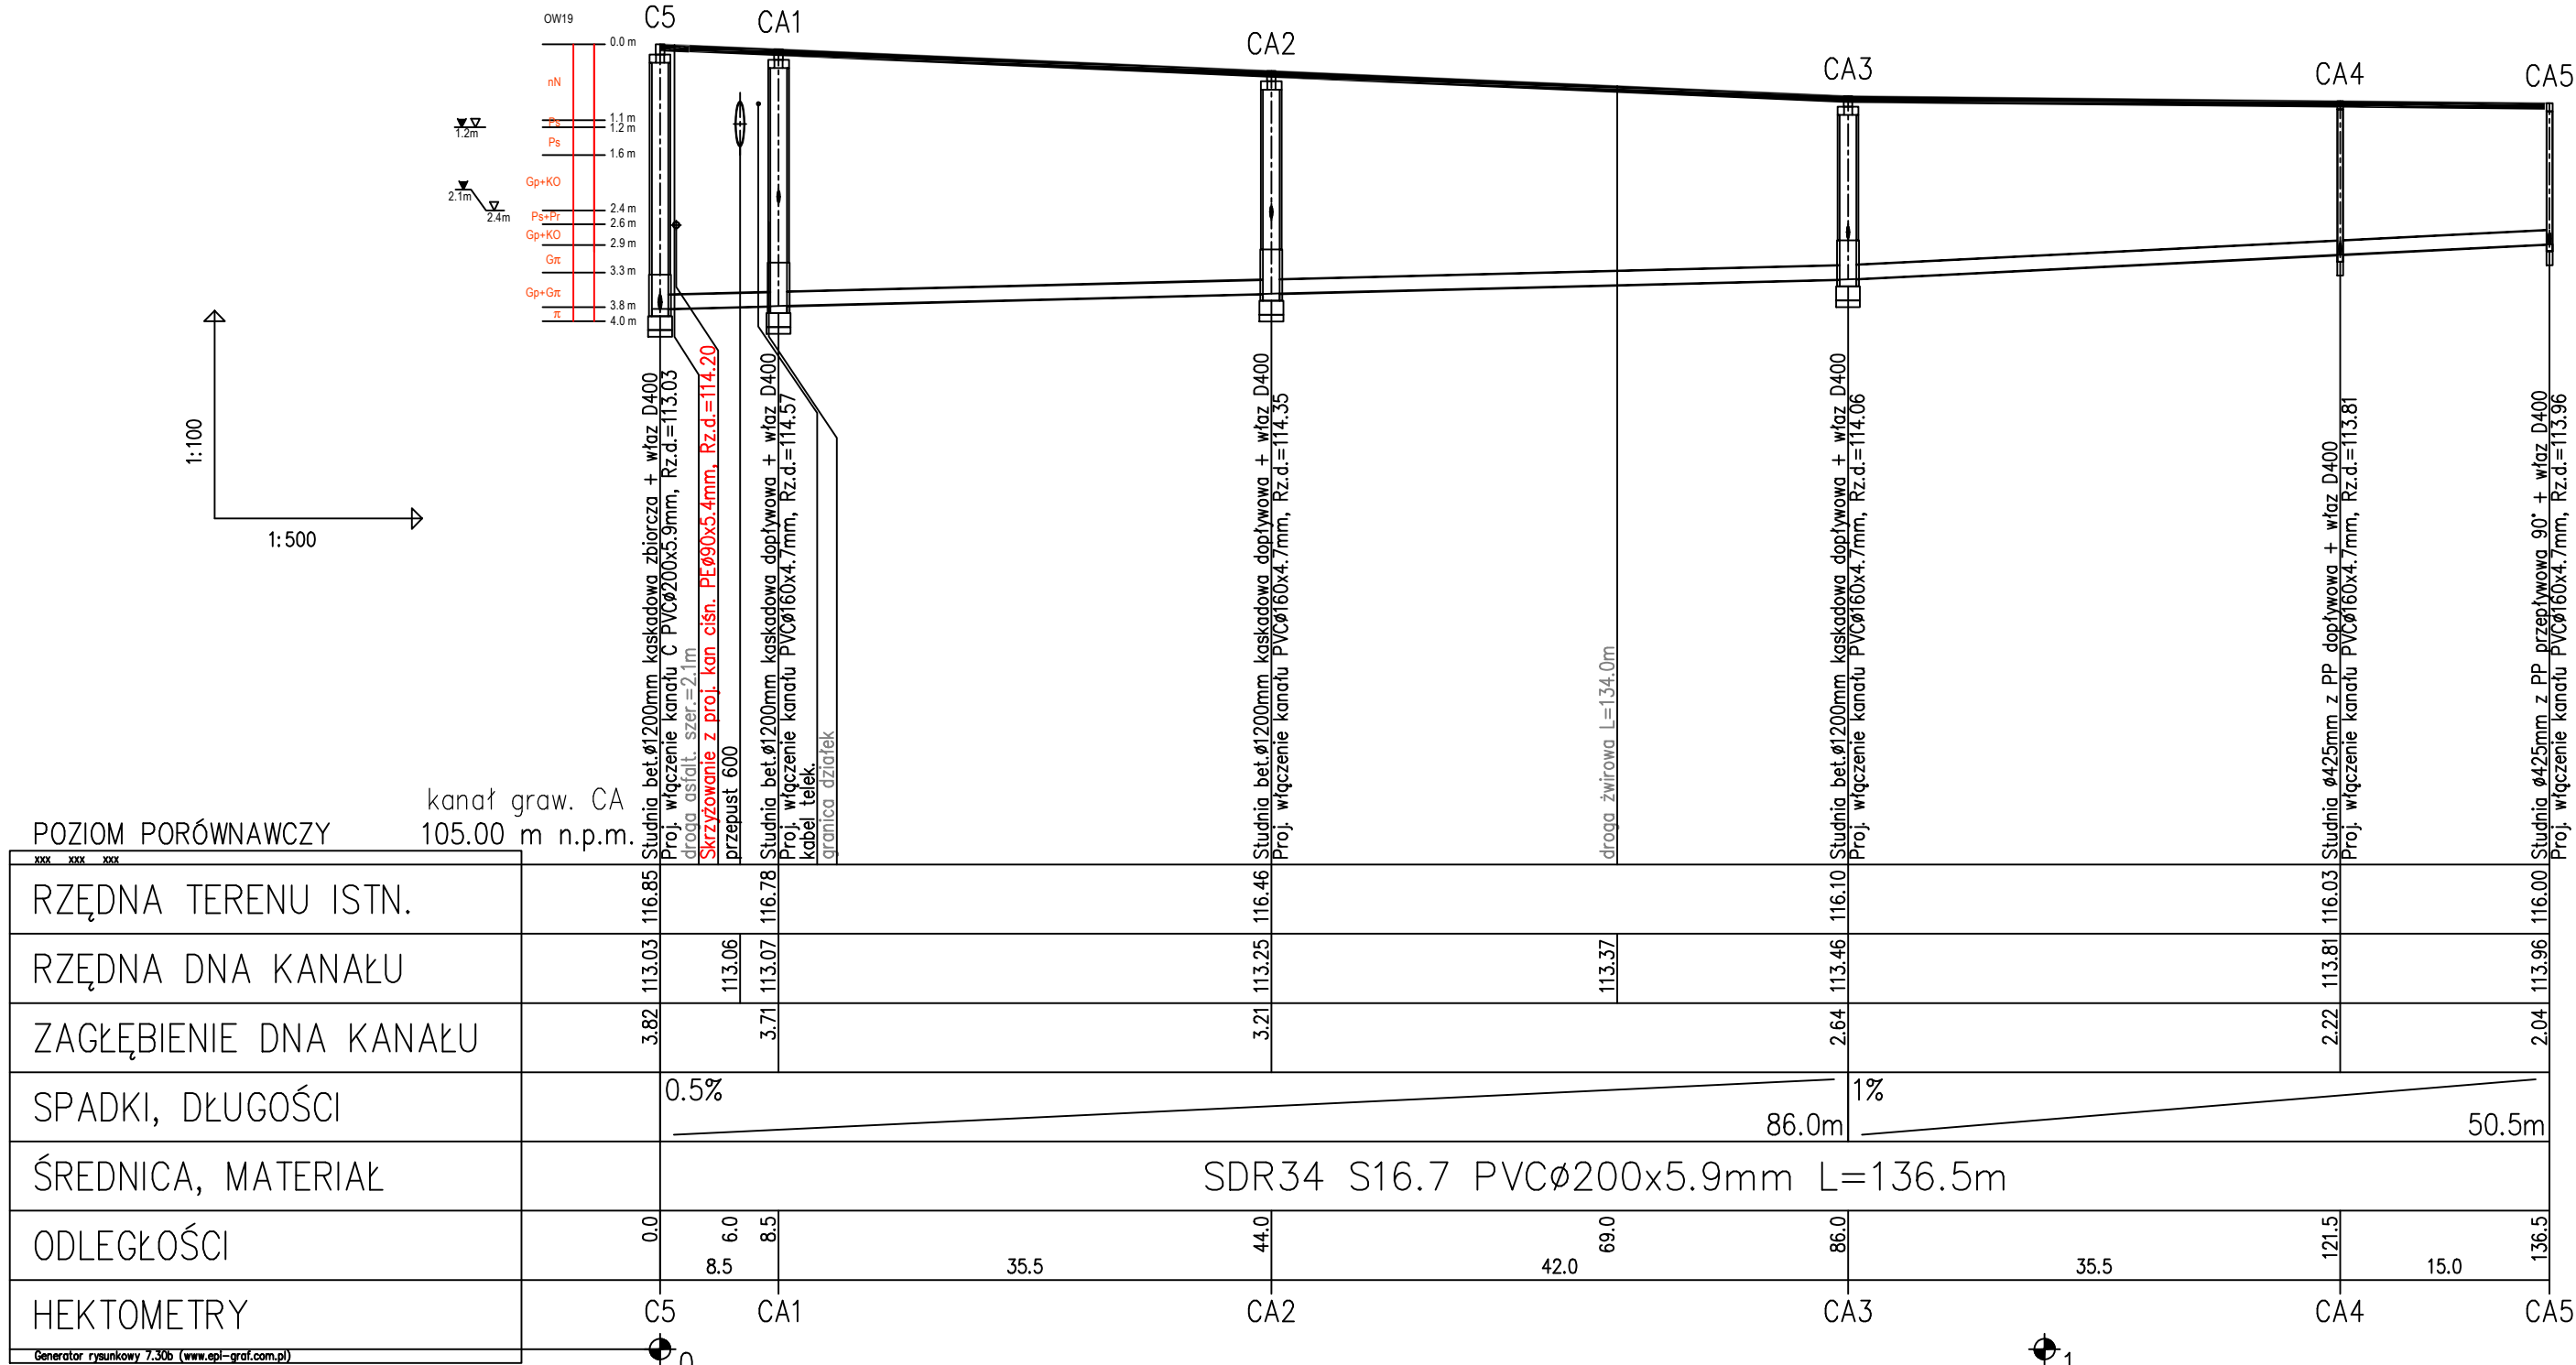 OW19
C5
CA1
CA2
CA3
CA4
CA5
0.0 m
nN
1.1 m
Ps
1.2 m
1.2m
Ps
1.6 m
Gp+KO
2.1m
2.4m
2.4 m
Ps+Pr
2.6 m
Gp+KO
2.9 m
Gπ
3.3 m
Gp+Gπ
3.8 m
π
4.0 m
1:100
1:500
Studnia bet.ø1200mm kaskadowa zbiorcza + właz D400
Proj. włączenie kanału C PVCø200x5.9mm, Rz.d.=113.03
droga asfalt. szer.=2.1m
Skrzyżowanie z proj. kan ciśn. PEø90x5.4mm, Rz.d.=114.20
przepust 600
Studnia bet.ø1200mm kaskadowa dopływowa + właz D400
Proj. włączenie kanału PVCø160x4.7mm, Rz.d.=114.57
kabel telek.
granica działek
Studnia bet.ø1200mm kaskadowa dopływowa + właz D400
Proj. włączenie kanału PVCø160x4.7mm, Rz.d.=114.35
droga żwirowa L=134.0m
Studnia bet.ø1200mm kaskadowa dopływowa + właz D400
Proj. włączenie kanału PVCø160x4.7mm, Rz.d.=114.06
Studnia ø425mm z PP dopływowa + właz D400
Proj. włączenie kanału PVCø160x4.7mm, Rz.d.=113.81
Studnia ø425mm z PP przepływowa 90° + właz D400
Proj. włączenie kanału PVCø160x4.7mm, Rz.d.=113.96
kanał graw. CA
POZIOM PORÓWNAWCZY 105.00 m n.p.m.
xxx xxx xxx
RZĘDNA TERENU ISTN. 116.85 116.78 116.46 116.10 116.03 116.00
RZĘDNA DNA KANAŁU 113.03 113.06 113.07 113.25 113.37 113.46 113.81 113.96
ZAGŁĘBIENIE DNA KANAŁU 3.82 3.71 3.21 2.64 2.22 2.04
SPADKI, DŁUGOŚCI 0.5% 86.0m 1% 50.5m
ŚREDNICA, MATERIAŁ SDR34 S16.7 PVCø200x5.9mm L=136.5m
ODLEGŁOŚCI 0.0 6.0 8.5 44.0 69.0 86.0 121.5 136.5
8.5 35.5 42.0 35.5 15.0
HEKTOMETRY C5 CA1 CA2 CA3 CA4 CA5
Generator rysunkowy 7.30b (www.epi-graf.com.pl)
0 1